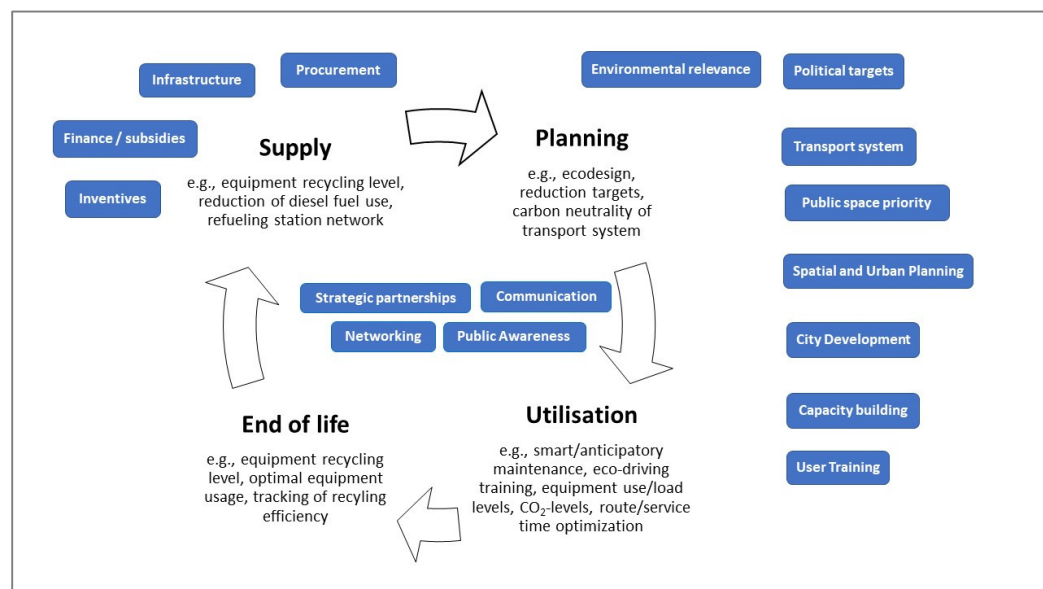 Infrastructure
Procurement
Finance / subsidies
Inventives
Supply
e.g., equipment recycling level,
reduction of diesel fuel use,
refueling station network
Environmental relevance
Political targets
Planning
e.g., ecodesign,
reduction targets,
carbon neutrality of
transport system
Transport system
Public space priority
Spatial and Urban Planning
City Development
Capacity building
User Training
Strategic partnerships
Communication
Networking
Public Awareness
End of life
e.g., equipment recycling
level, optimal equipment
usage, tracking of recyling
efficiency
Utilisation
e.g., smart/anticipatory
maintenance, eco-driving
training, equipment use/load
levels, CO₂-levels, route/service
time optimization